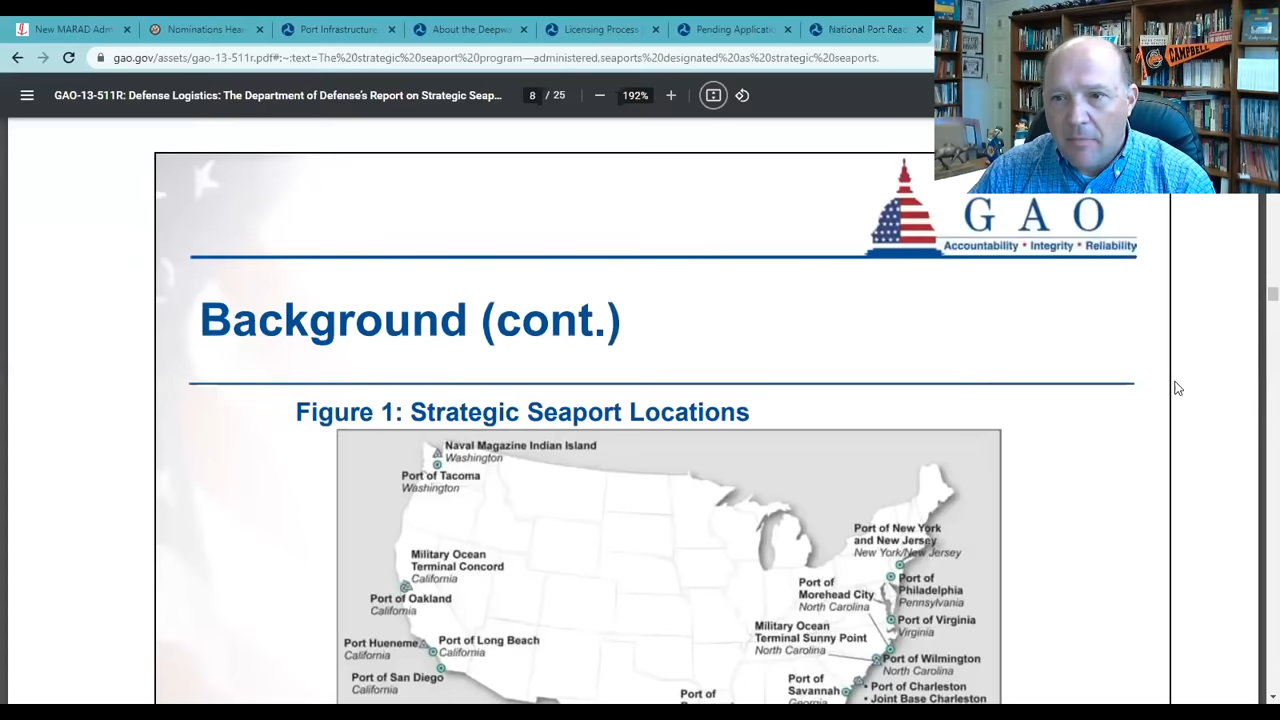 New MARAD Adm
Nominations Hea
Port Infrastructure
About the Deepwa
Licensing Process
Pending Applicatio
National Port Read
gao.gov/assets/gao-13-511r.pdf#:~:text=The%20strategic%20seaports%20program—administered,seaports%20designated%20as%20strategic%20seaports.
GAO-13-511R: Defense Logistics: The Department of Defense's Report on Strategic Seap...
8 / 25
192%
CAMPBELL
GAO
Accountability * Integrity * Reliability
Background (cont.)
Figure 1: Strategic Seaport Locations
Naval Magazine Indian Island
Washington
Port of Tacoma
Washington
Military Ocean
Terminal Concord
California
Port of Oakland
California
Port Hueneme
California
Port of Long Beach
California
Port of San Diego
California
Port of New York
and New Jersey
New York/New Jersey
Port of
Philadelphia
Pennsylvania
Port of
Morehead City
North Carolina
Port of Virginia
Virginia
Military Ocean
Terminal Sunny Point
North Carolina
Port of Wilmington
North Carolina
Port of
Savannah
Georgia
• Port of Charleston
• Joint Base Charleston
Port of